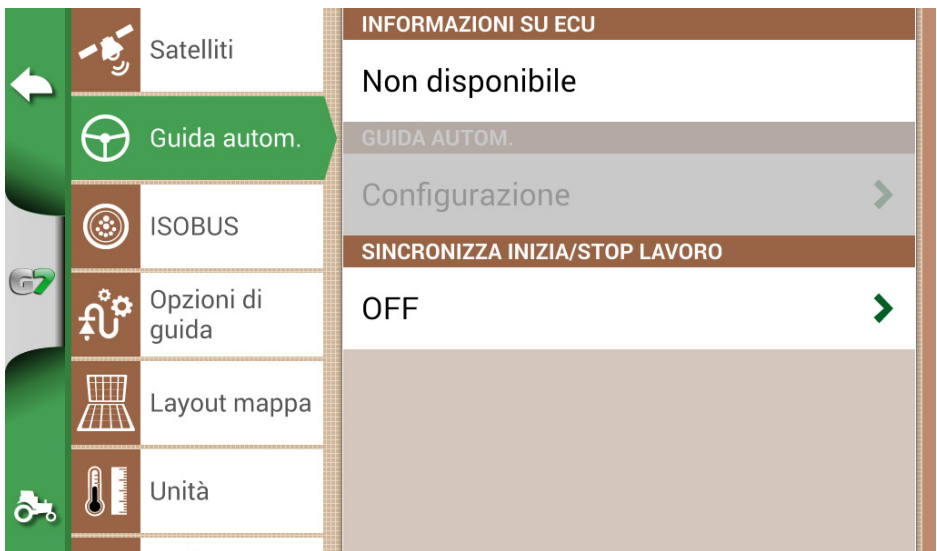 Satelliti
Guida autom.
ISOBUS
Opzioni di
guida
Layout mappa
Unità
G7
INFORMAZIONI SU ECU
Non disponibile
GUIDA AUTOM.
Configurazione
SINCRONIZZA INIZIA/STOP LAVORO
OFF